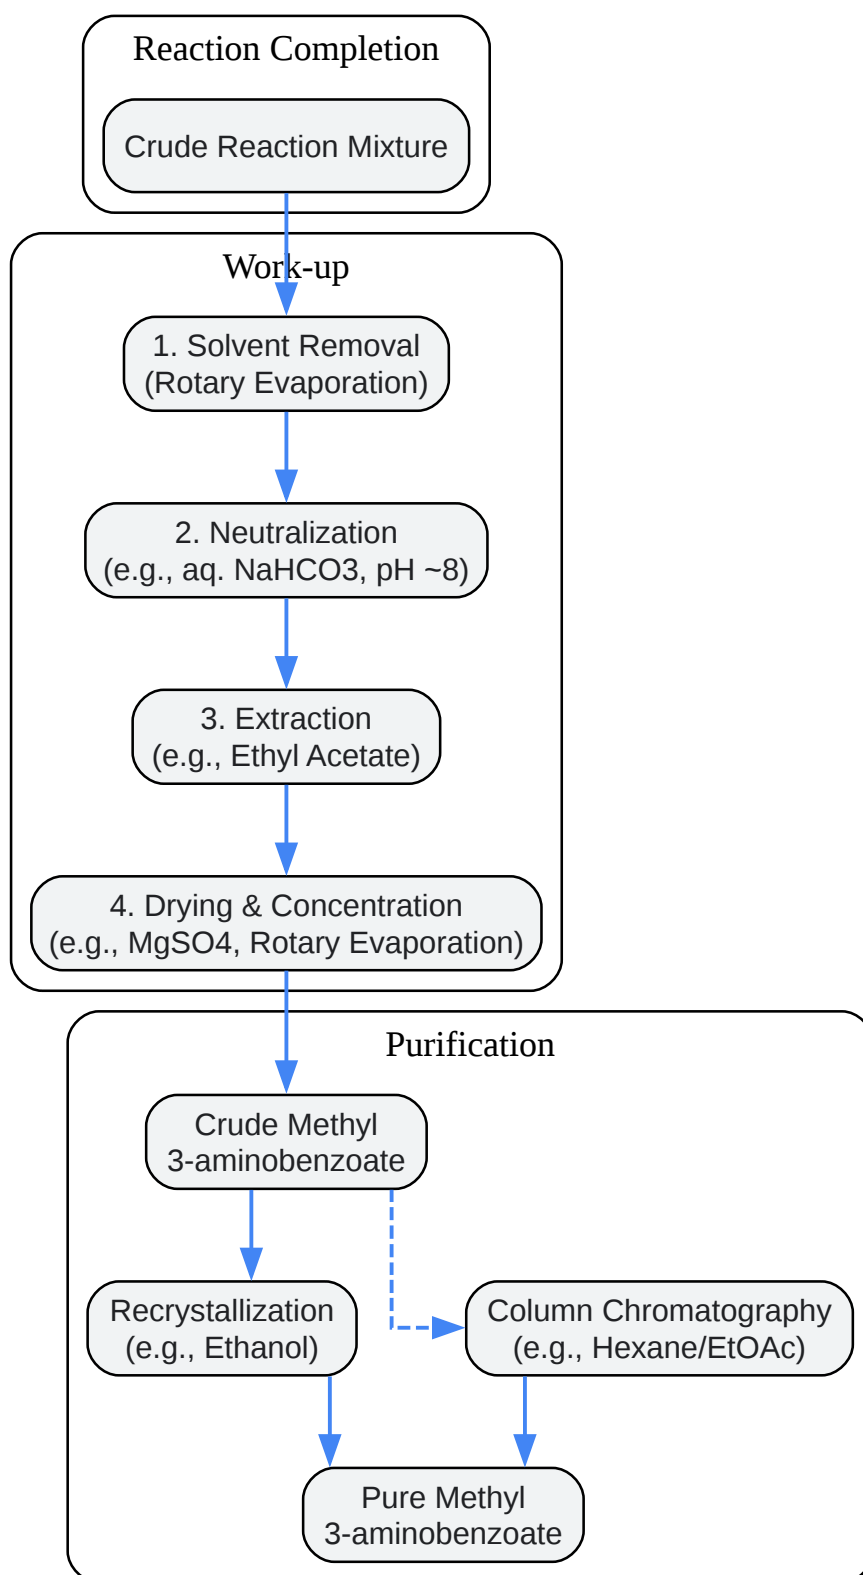 Reaction Completion
Crude Reaction Mixture
Work-up
1. Solvent Removal
(Rotary Evaporation)
2. Neutralization
(e.g., aq. NaHCO3, pH ~8)
3. Extraction
(e.g., Ethyl Acetate)
4. Drying & Concentration
(e.g., MgSO4, Rotary Evaporation)
Purification
Crude Methyl
3-aminobenzoate
Recrystallization
(e.g., Ethanol)
Column Chromatography
(e.g., Hexane/EtOAc)
Pure Methyl
3-aminobenzoate